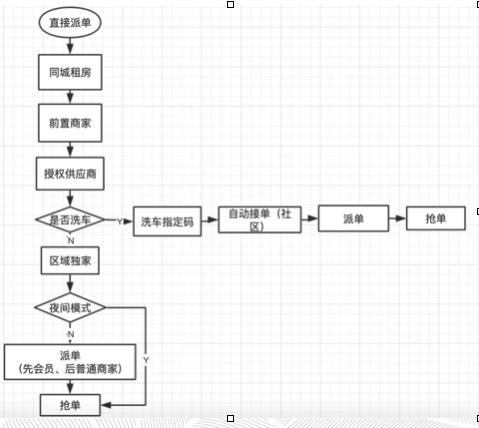 直接派单
同城租房
前置商家
授权供应商
是否洗车
Y
洗车指定码
自动接单（社
区）
派单
抢单
N
区域独家
夜间模式
N
Y
派单
（先会员、后普通商家）
抢单